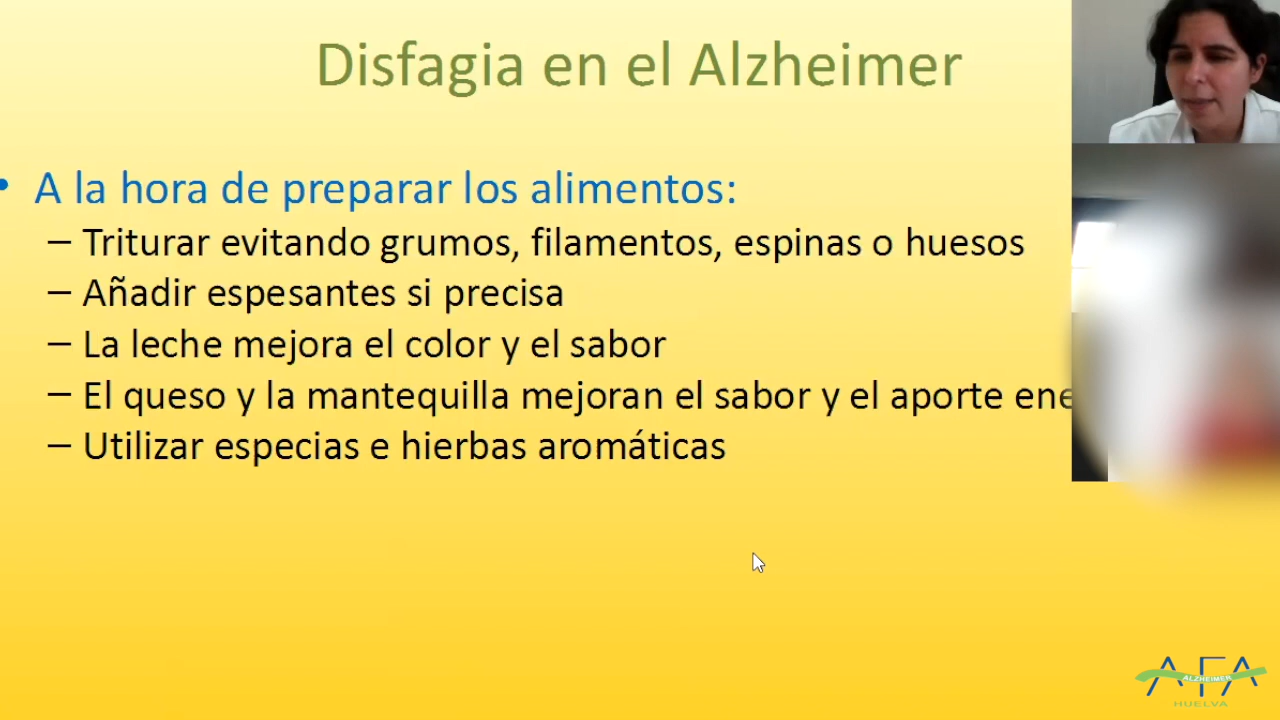 Disfagia en el Alzheimer
• A la hora de preparar los alimentos:
– Triturar evitando grumos, filamentos, espinas o huesos
– Añadir espesantes si precisa
– La leche mejora el color y el sabor
– El queso y la mantequilla mejoran el sabor y el aporte ene
– Utilizar especias e hierbas aromáticas
AFA
ALZHEIMER
HUELVA